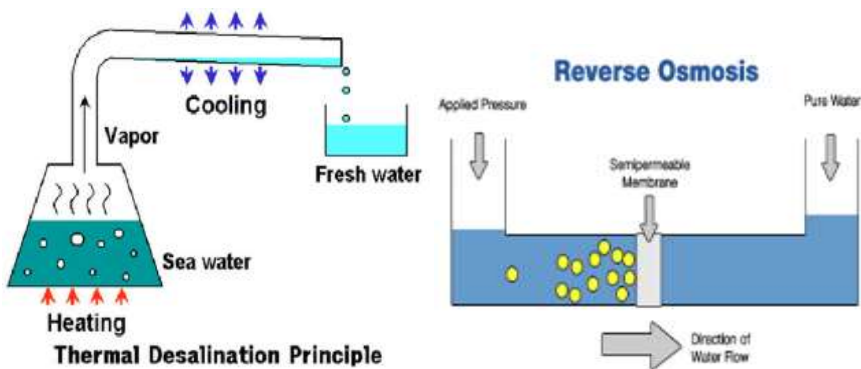 Cooling
Vapor
Fresh water
Sea water
Heating
Thermal Desalination Principle
Reverse Osmosis
Applied Pressure
Pure Water
Semipermeable
Membrane
Direction of
Water Flow